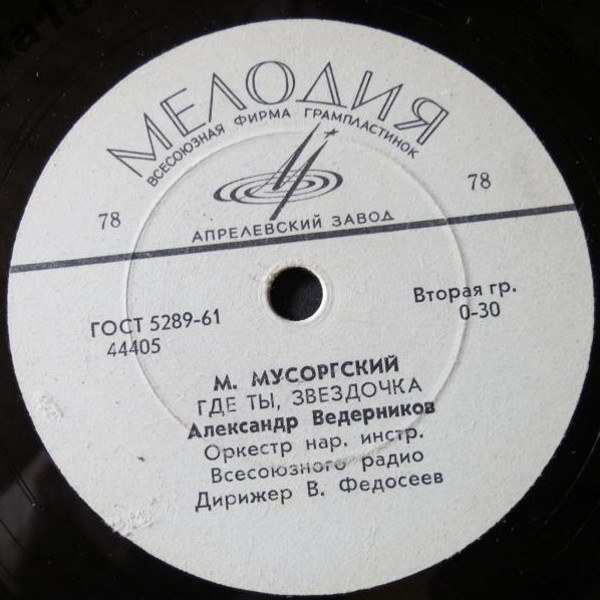 МЕЛОДИЯ
ВСЕСОЮЗНАЯ ФИРМА ГРАМПЛАСТИНОК
78
78
АПРЕЛЕВСКИЙ ЗАВОД
ГОСТ 5289-61
44405
Вторая гр.
0-30
М. МУСОРГСКИЙ
ГДЕ ТЫ, ЗВЕЗДОЧКА
Александр Ведерников
Оркестр нар. инстр.
Всесоюзного радио
Дирижер В. Федосеев